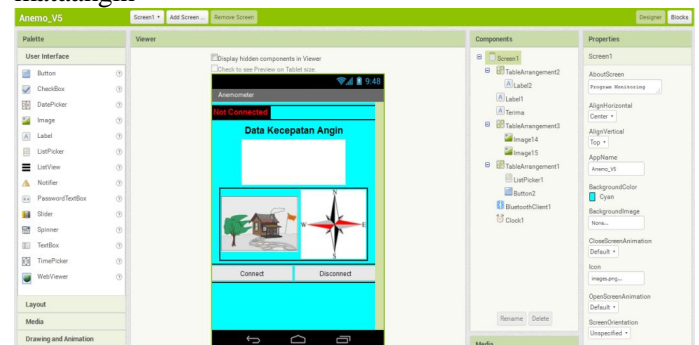 Anemo_V5
Screen1
Add Screen ...
Remove Screen
Designer
Blocks
Palette
User Interface
Button
CheckBox
DatePicker
Image
Label
ListPicker
ListView
Notifier
PasswordTextBox
Slider
Spinner
TextBox
TimePicker
WebViewer
Layout
Media
Drawing and Animation
Viewer
Display hidden components in Viewer
Check to see Preview on Tablet size.
9:48
Anemometer
Not Connected
Data Kecepatan Angin
N
W
E
S
Connect
Disconnect
Components
Screen1
TableArrangement2
Label2
Label1
Terima
TableArrangement3
Image14
Image15
TableArrangement1
ListPicker1
Button2
BluetoothClient1
Clock1
Rename
Delete
Media
Properties
Screen1
AboutScreen
Program Monitoring
AlignHorizontal
Center
AlignVertical
Top
AppName
Anemo_V5
BackgroundColor
Cyan
BackgroundImage
None...
CloseScreenAnimation
Default
Icon
images.png...
OpenScreenAnimation
Default
ScreenOrientation
Unspecified